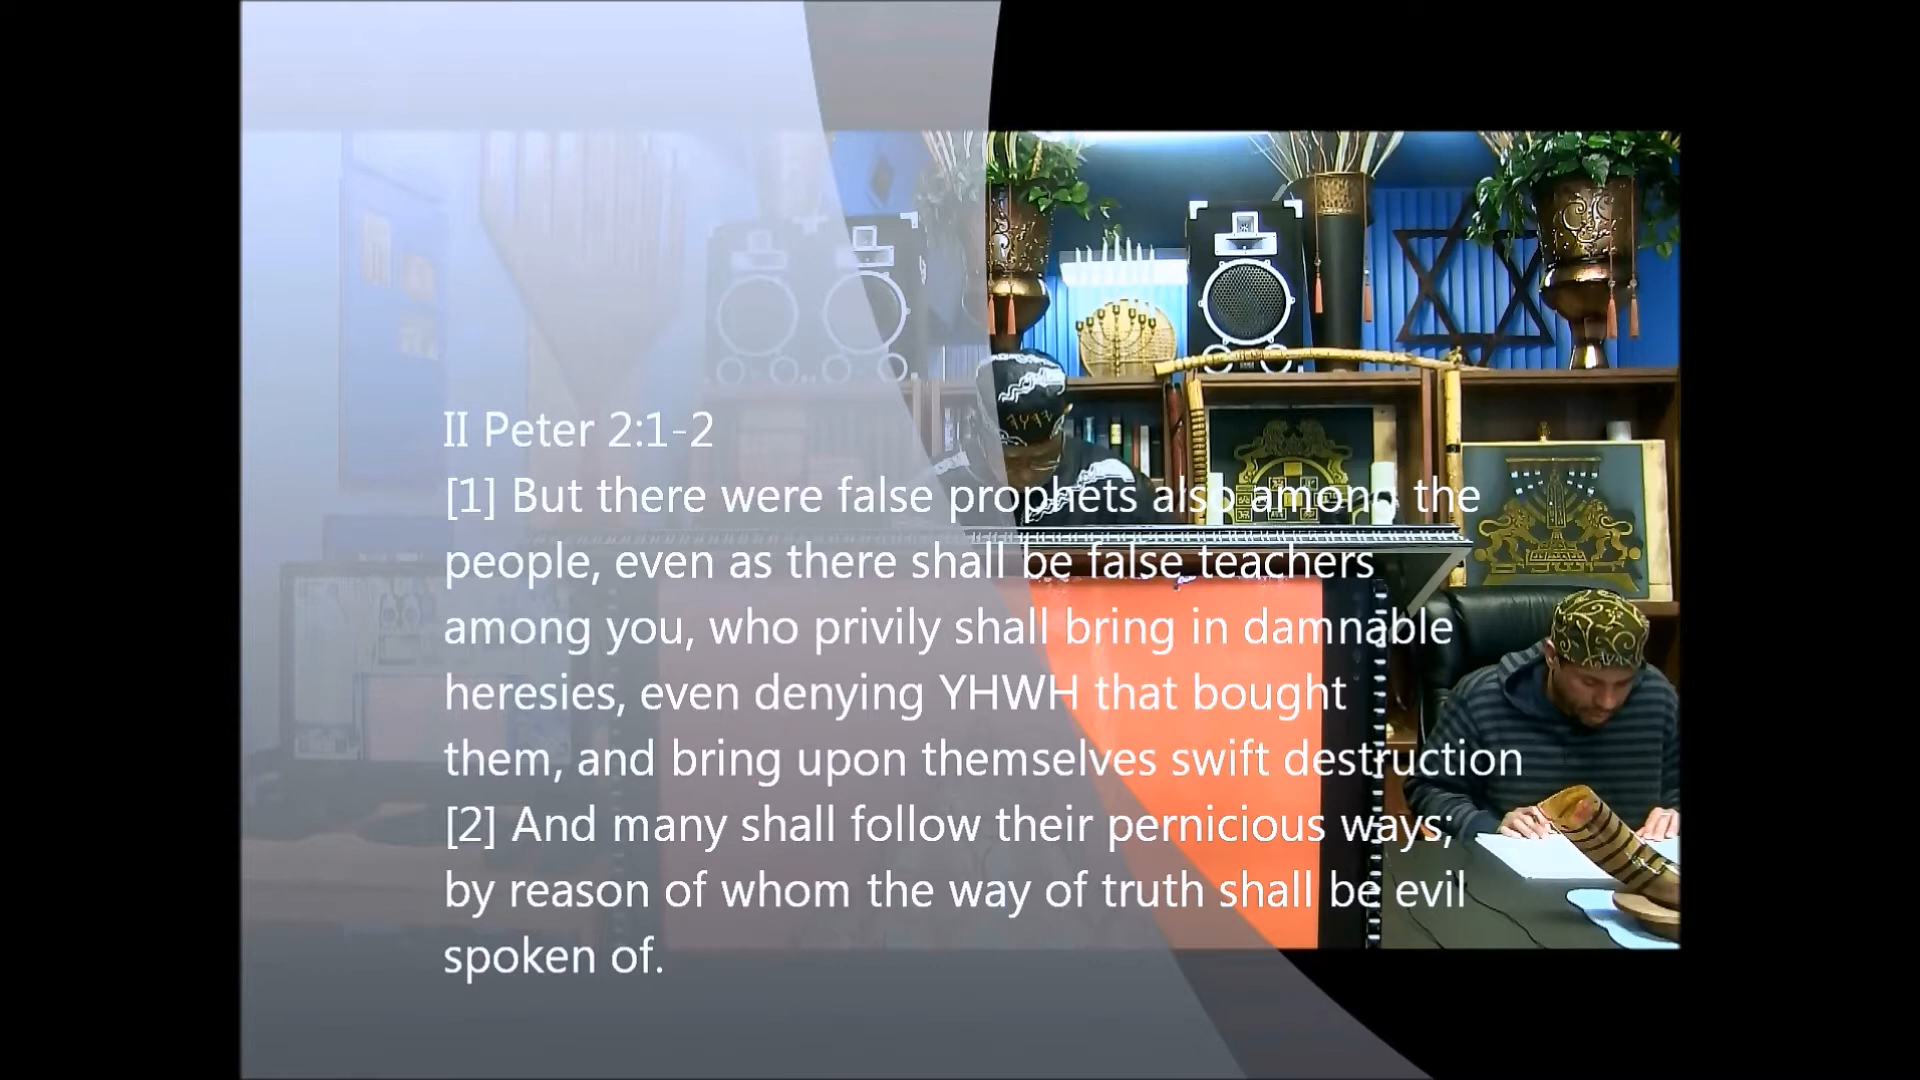 II Peter 2:1-2
[1] But there were false prophets also among the
people, even as there shall be false teachers
among you, who privily shall bring in damnable
heresies, even denying YHWH that bought
them, and bring upon themselves swift destruction
[2] And many shall follow their pernicious ways;
by reason of whom the way of truth shall be evil
spoken of.